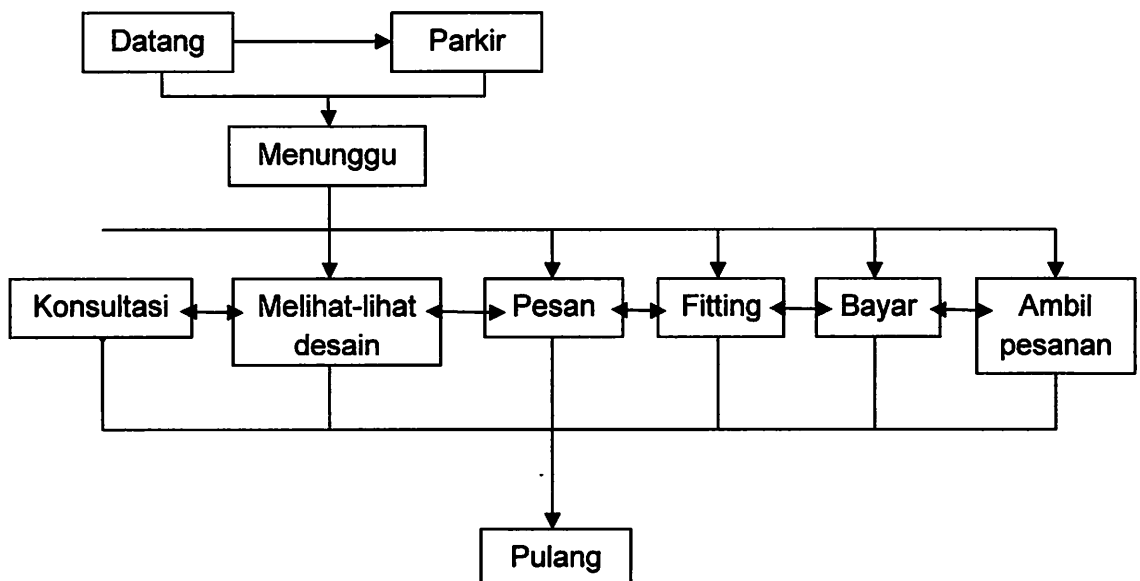 Datang
Parkir
Menunggu
Konsultasi
Melihat-lihat
desain
Pesan
Fitting
Bayar
Ambil
pesanan
Pulang